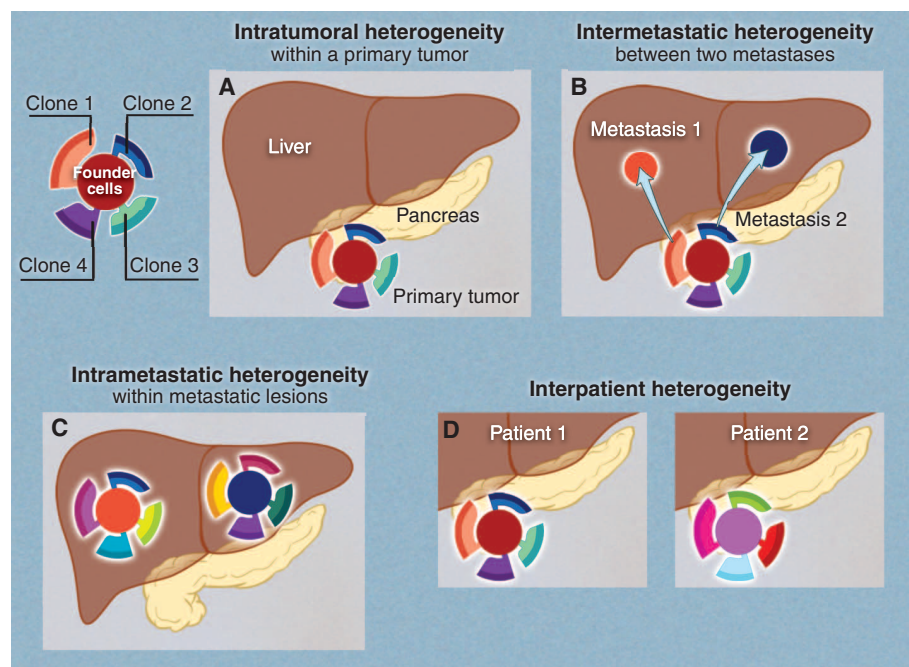 Intratumoral heterogeneity
within a primary tumor
Intermetastatic heterogeneity
between two metastases
Clone 1
Clone 2
Founder
cells
Clone 4
Clone 3
A
Liver
Pancreas
Primary tumor
B
Metastasis 1
Metastasis 2
Intrametastatic heterogeneity
within metastatic lesions
C
Interpatient heterogeneity
D
Patient 1
Patient 2